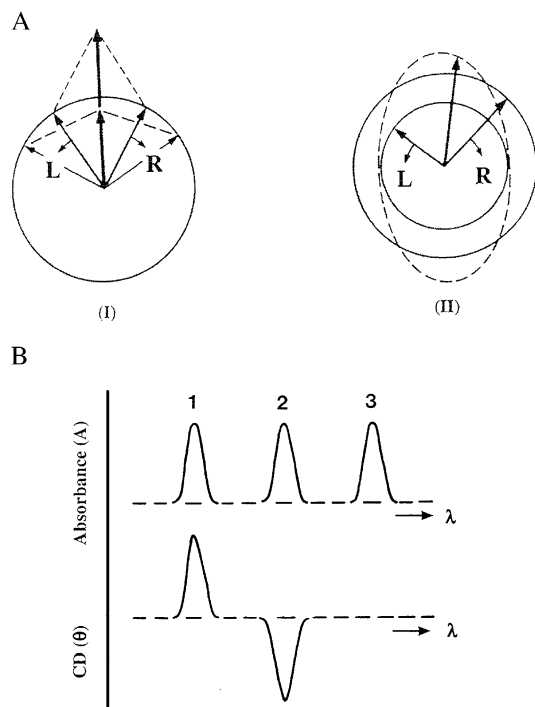 A
L R
(I)
L R
(II)
B
1 2 3
Absorbance (A)
λ
CD (θ)
λ